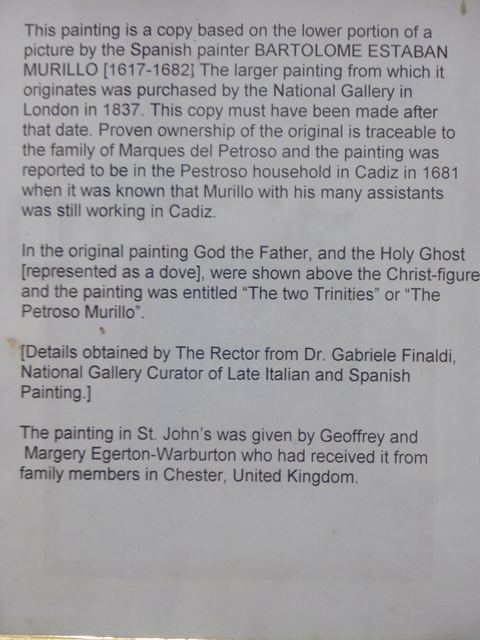 This painting is a copy based on the lower portion of a
picture by the Spanish painter BARTOLOME ESTABAN
MURILLO [1617-1682] The larger painting from which it
originates was purchased by the National Gallery in
London in 1837. This copy must have been made after
that date. Proven ownership of the original is traceable to
the family of Marques del Petroso and the painting was
reported to be in the Pestroso household in Cadiz in 1681
when it was known that Murillo with his many assistants
was still working in Cadiz.
In the original painting God the Father, and the Holy Ghost
[represented as a dove], were shown above the Christ-figure
and the painting was entitled “The two Trinities” or “The
Petroso Murillo”.
[Details obtained by The Rector from Dr. Gabriele Finaldi,
National Gallery Curator of Late Italian and Spanish
Painting.]
The painting in St. John's was given by Geoffrey and
Margery Egerton-Warburton who had received it from
family members in Chester, United Kingdom.